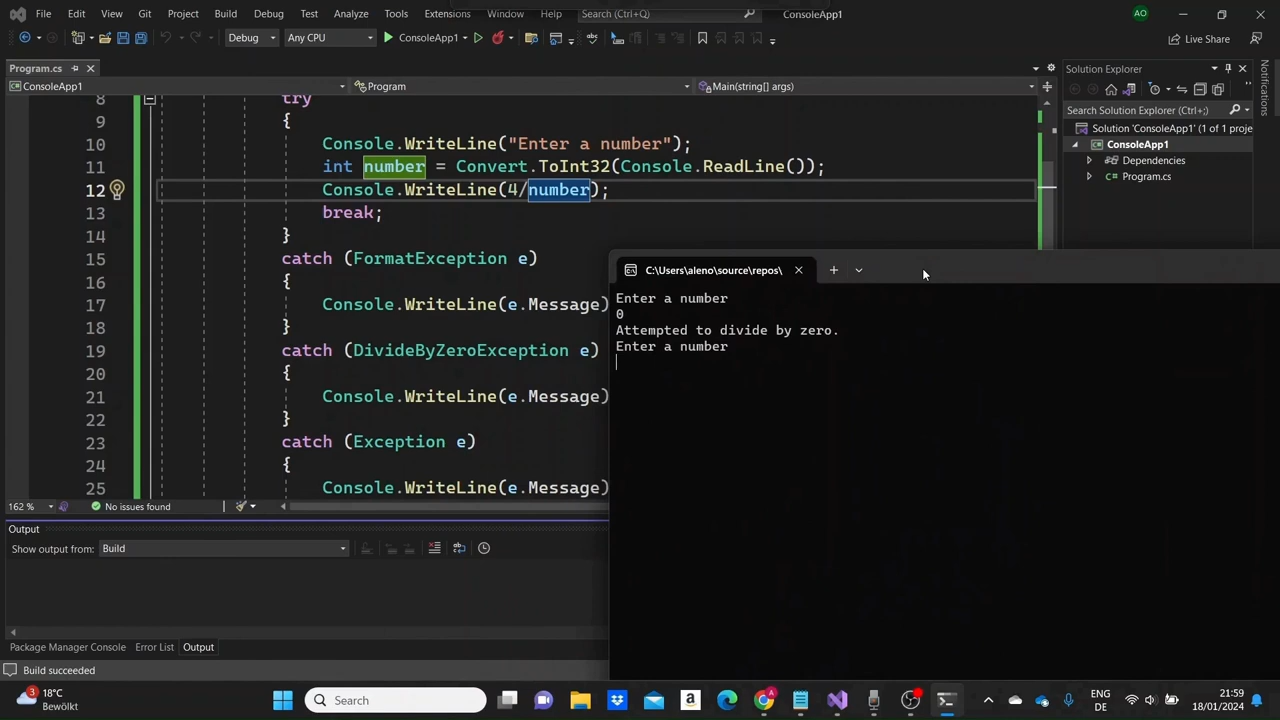 File Edit View Git Project Build Debug Test Analyze Tools Extensions Window Help Search (Ctrl+Q) ConsoleApp1 AO
Debug Any CPU ConsoleApp1 Live Share
Program.cs
ConsoleApp1 Program Main(string[] args)
8 try
9 {
10 Console.WriteLine("Enter a number");
11 int number = Convert.ToInt32(Console.ReadLine());
12 Console.WriteLine(4/number);
13 break;
14 }
15 catch (FormatException e)
16 {
17 Console.WriteLine(e.Message)
18 }
19 catch (DivideByZeroException e)
20 {
21 Console.WriteLine(e.Message)
22 }
23 catch (Exception e)
24 {
25 Console.WriteLine(e.Message)
162 % No issues found
Solution Explorer
Search Solution Explorer (Ctrl+;)
Solution 'ConsoleApp1' (1 of 1 proje
ConsoleApp1
Dependencies
Program.cs
Notifications
C:\Users\aleno\source\repos\
Enter a number
0
Attempted to divide by zero.
Enter a number
Output
Show output from: Build
Package Manager Console Error List Output
Build succeeded
3 18°C
Bewölkt
Search
ENG
DE
21:59
18/01/2024